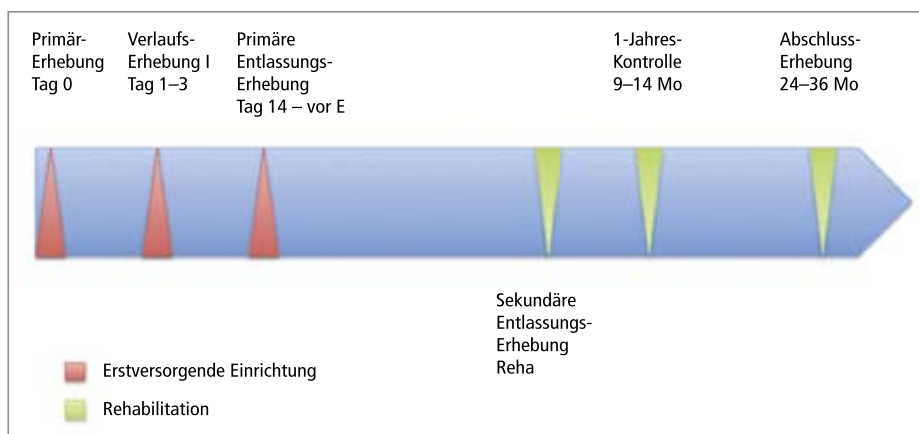 Primär-
Erhebung
Tag 0
Verlaufs-
Erhebung I
Tag 1–3
Primäre
Entlassungs-
Erhebung
Tag 14 – vor E
1-Jahres-
Kontrolle
9–14 Mo
Abschluss-
Erhebung
24–36 Mo
Sekundäre
Entlassungs-
Erhebung
Reha
Erstversorgende Einrichtung
Rehabilitation